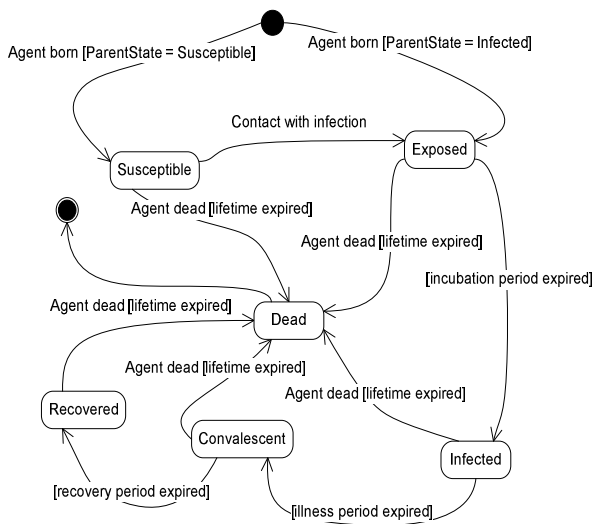 Agent born [ParentState = Infected]
Agent born [ParentState = Susceptible]
Contact with infection
Exposed
Susceptible
Agent dead [lifetime expired]
Agent dead [lifetime expired]
[incubation period expired]
Agent dead [lifetime expired]
Dead
Agent dead [lifetime expired]
Agent dead [lifetime expired]
Recovered
Convalescent
Infected
[recovery period expired]
[illness period expired]